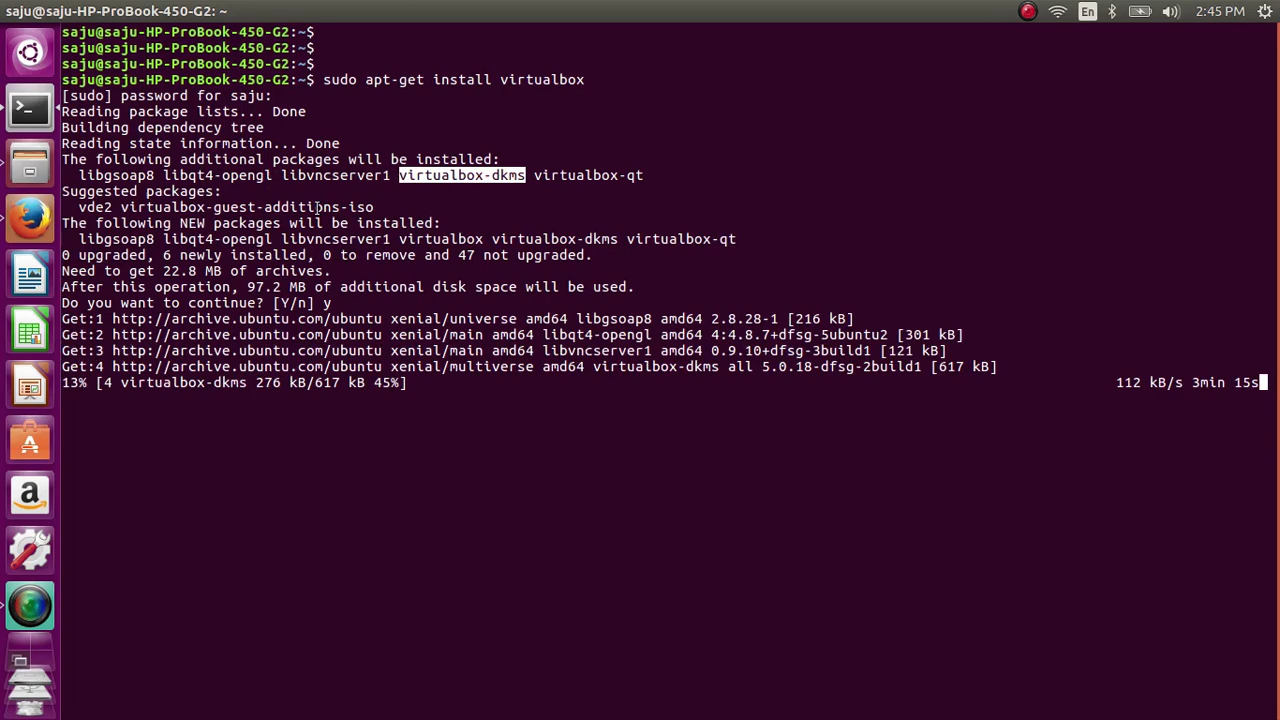 saju@saju-HP-ProBook-450-G2: ~
En
2:45 PM
saju@saju-HP-ProBook-450-G2:~$
saju@saju-HP-ProBook-450-G2:~$
saju@saju-HP-ProBook-450-G2:~$
saju@saju-HP-ProBook-450-G2:~$ sudo apt-get install virtualbox
[sudo] password for saju:
Reading package lists... Done
Building dependency tree
Reading state information... Done
The following additional packages will be installed:
libgsoap8 libqt4-opengl libvncserver1 virtualbox-dkms virtualbox-qt
Suggested packages:
vde2 virtualbox-guest-additions-iso
The following NEW packages will be installed:
libgsoap8 libqt4-opengl libvncserver1 virtualbox virtualbox-dkms virtualbox-qt
0 upgraded, 6 newly installed, 0 to remove and 47 not upgraded.
Need to get 22.8 MB of archives.
After this operation, 97.2 MB of additional disk space will be used.
Do you want to continue? [Y/n] y
Get:1 http://archive.ubuntu.com/ubuntu xenial/universe amd64 libgsoap8 amd64 2.8.28-1 [216 kB]
Get:2 http://archive.ubuntu.com/ubuntu xenial/main amd64 libqt4-opengl amd64 4:4.8.7+dfsg-5ubuntu2 [301 kB]
Get:3 http://archive.ubuntu.com/ubuntu xenial/main amd64 libvncserver1 amd64 0.9.10+dfsg-3build1 [121 kB]
Get:4 http://archive.ubuntu.com/ubuntu xenial/multiverse amd64 virtualbox-dkms all 5.0.18-dfsg-2build1 [617 kB]
13% [4 virtualbox-dkms 276 kB/617 kB 45%] 112 kB/s 3min 15s